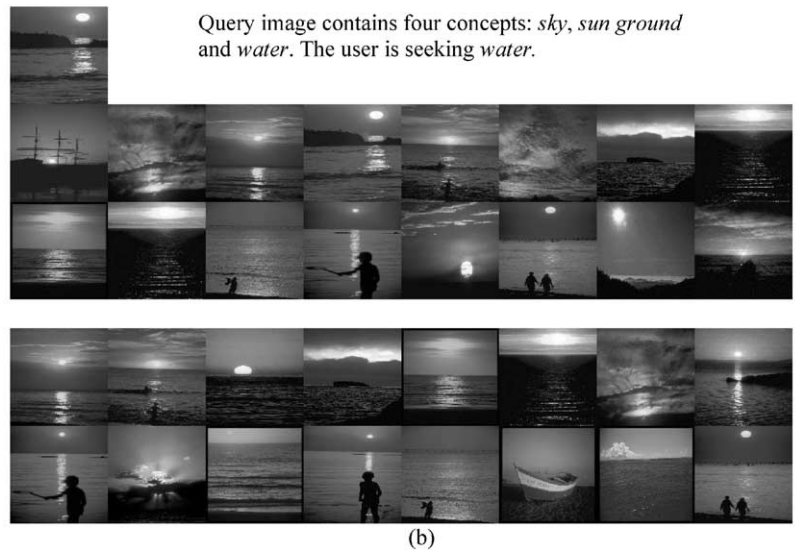 Query image contains four concepts: sky, sun ground
and water. The user is seeking water.
(b)